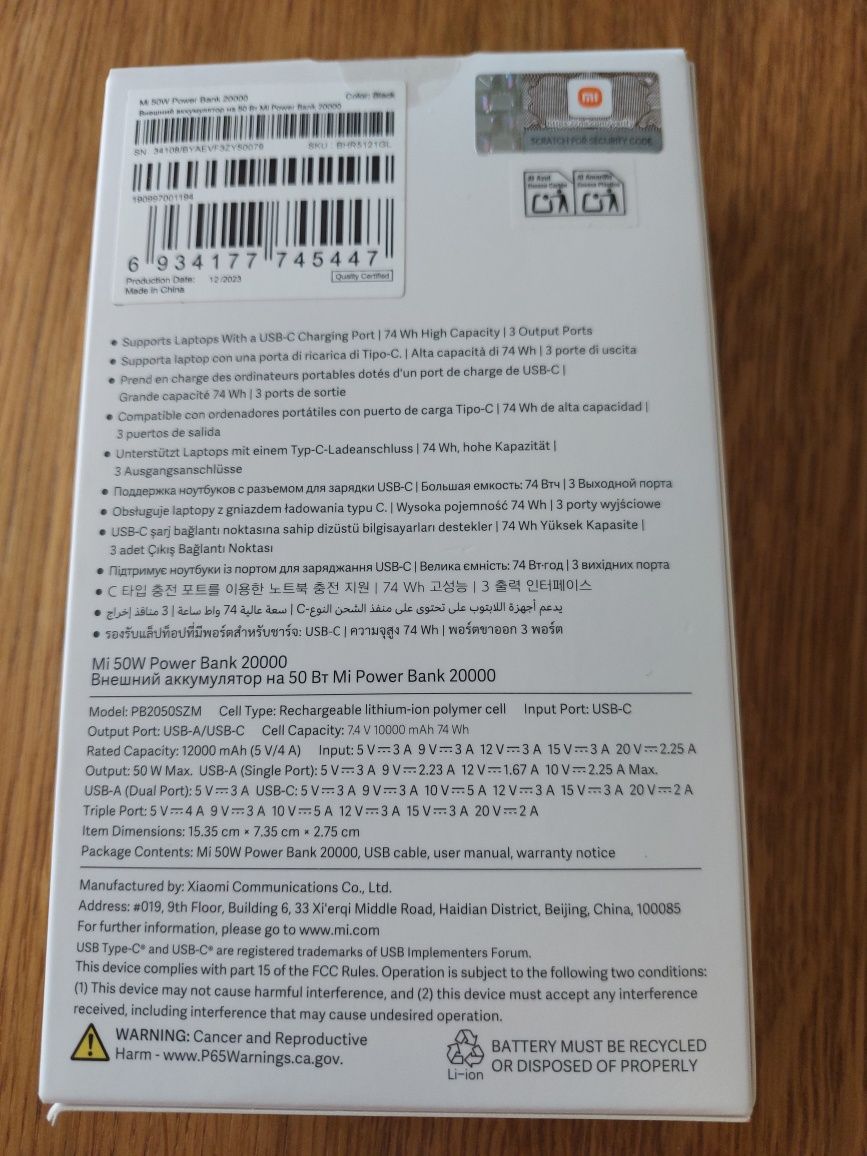 Mi 50W Power Bank 20000
Color: Black
Внешний аккумулятор на 50 Вт Mi Power Bank 20000
SN: 34108/BYAEVF3ZY50076
SKU: BHR5121GL
190997001194
6 934177 745447
Production Date: 12/2023
Quality Certified
Made in China
mi
SCRATCH FOR SECURITY CODE
Al Azul
Al Amarillo
• Supports Laptops With a USB-C Charging Port | 74 Wh High Capacity | 3 Output Ports
• Supporta laptop con una porta di ricarica di Tipo-C. | Alta capacità di 74 Wh | 3 porte di uscita
• Prend en charge des ordinateurs portables dotés d'un port de charge de USB-C |
Grande capacité 74 Wh | 3 ports de sortie
• Compatible con ordenadores portátiles con puerto de carga Tipo-C | 74 Wh de alta capacidad |
3 puertos de salida
• Unterstützt Laptops mit einem Typ-C-Ladeanschluss | 74 Wh, hohe Kapazität |
3 Ausgangsanschlüsse
• Поддержка ноутбуков с разъемом для зарядки USB-C | Большая емкость: 74 Втч | 3 Выходной порта
• Obsługuje laptopy z gniazdem ładowania typu C. | Wysoka pojemność 74 Wh | 3 porty wyjściowe
• USB-C şarj bağlantı noktasına sahip dizüstü bilgisayarları destekler | 74 Wh Yüksek Kapasite |
3 adet Çıkış Bağlantı Noktası
• Підтримує ноутбуки із портом для заряджання USB-C | Велика ємність: 74 Вт·год | 3 вихідних порта
• C 타입 충전 포트를 이용한 노트북 충전 지원 | 74 Wh 고성능 | 3 출력 인터페이스
• يدعم أجهزة اللابتوب على تحتوى على منفذ الشحن النوع-C | سعة عالية 74 واط ساعة | 3 منافذ إخراج
• รองรับแล็ปท็อปที่มีพอร์ตสำหรับชาร์จ: USB-C | ความจุสูง 74 Wh | พอร์ตขาออก 3 พอร์ต
Mi 50W Power Bank 20000
Внешний аккумулятор на 50 Вт Mi Power Bank 20000
Model: PB2050SZM Cell Type: Rechargeable lithium-ion polymer cell Input Port: USB-C
Output Port: USB-A/USB-C Cell Capacity: 7.4 V 10000 mAh 74 Wh
Rated Capacity: 12000 mAh (5 V/4 A) Input: 5 V⎓3 A 9 V⎓3 A 12 V⎓3 A 15 V⎓3 A 20 V⎓2.25 A
Output: 50 W Max. USB-A (Single Port): 5 V⎓3 A 9 V⎓2.23 A 12 V⎓1.67 A 10 V⎓2.25 A Max.
USB-A (Dual Port): 5 V⎓3 A USB-C: 5 V⎓3 A 9 V⎓3 A 10 V⎓5 A 12 V⎓3 A 15 V⎓3 A 20 V⎓2 A
Triple Port: 5 V⎓4 A 9 V⎓3 A 10 V⎓5 A 12 V⎓3 A 15 V⎓3 A 20 V⎓2 A
Item Dimensions: 15.35 cm × 7.35 cm × 2.75 cm
Package Contents: Mi 50W Power Bank 20000, USB cable, user manual, warranty notice
Manufactured by: Xiaomi Communications Co., Ltd.
Address: #019, 9th Floor, Building 6, 33 Xi'erqi Middle Road, Haidian District, Beijing, China, 100085
For further information, please go to www.mi.com
USB Type-C® and USB-C® are registered trademarks of USB Implementers Forum.
This device complies with part 15 of the FCC Rules. Operation is subject to the following two conditions:
(1) This device may not cause harmful interference, and (2) this device must accept any interference
received, including interference that may cause undesired operation.
WARNING: Cancer and Reproductive
Harm - www.P65Warnings.ca.gov.
Li-ion
BATTERY MUST BE RECYCLED
OR DISPOSED OF PROPERLY